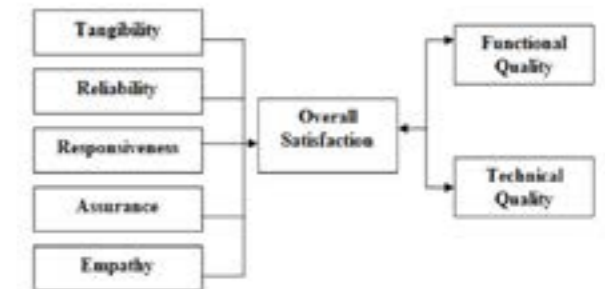 Tangibility
Reliability
Responsiveness
Assurance
Empathy
Overall
Satisfaction
Functional
Quality
Technical
Quality